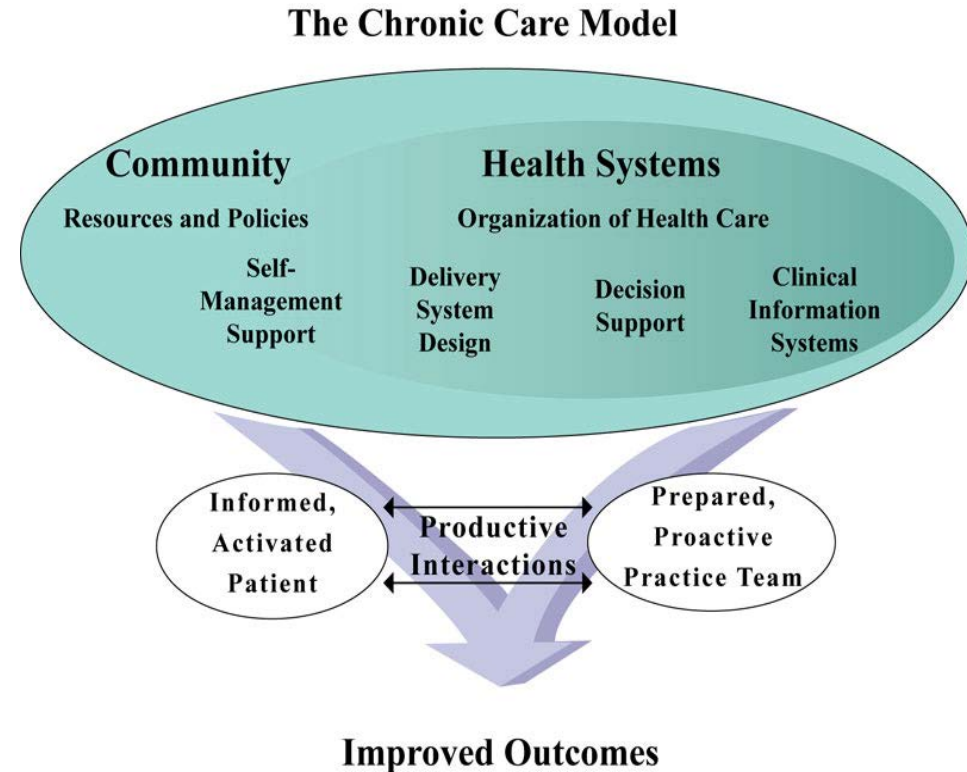 The Chronic Care Model
Community
Resources and Policies
Health Systems
Organization of Health Care
Self-
Management
Support
Delivery
System
Design
Decision
Support
Clinical
Information
Systems
Informed,
Activated
Patient
Productive
Interactions
Prepared,
Proactive
Practice Team
Improved Outcomes